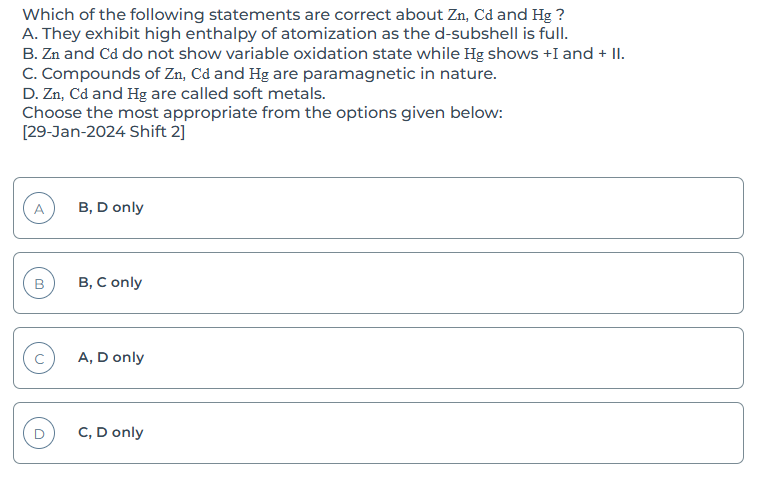 Which of the following statements are correct about Zn, Cd and Hg ?
A. They exhibit high enthalpy of atomization as the d-subshell is full.
B. Zn and Cd do not show variable oxidation state while Hg shows +I and + II.
C. Compounds of Zn, Cd and Hg are paramagnetic in nature.
D. Zn, Cd and Hg are called soft metals.
Choose the most appropriate from the options given below:
[29-Jan-2024 Shift 2]
A B, D only
B B, C only
C A, D only
D C, D only